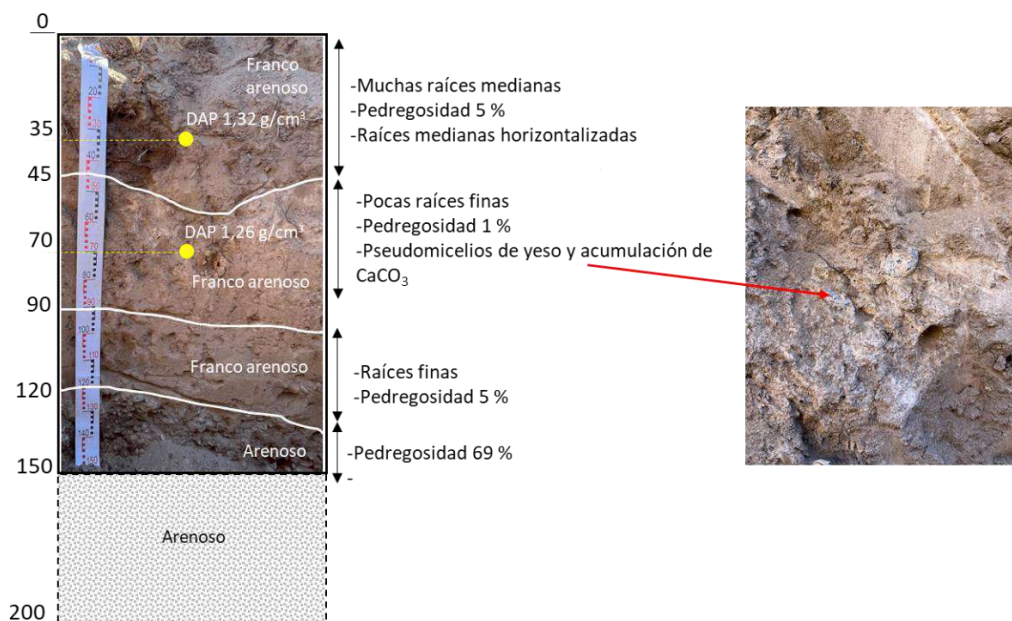 0
35
45
70
90
120
150
200
Franco
arenoso
DAP 1,32 g/cm³
DAP 1,26 g/cm³
Franco arenoso
Franco arenoso
Arenoso
Arenoso
-Muchas raíces medianas
-Pedregosidad 5 %
-Raíces medianas horizontalizadas
-Pocas raíces finas
-Pedregosidad 1 %
-Pseudomicelios de yeso y acumulación de
CaCO₃
-Raíces finas
-Pedregosidad 5 %
-Pedregosidad 69 %
-